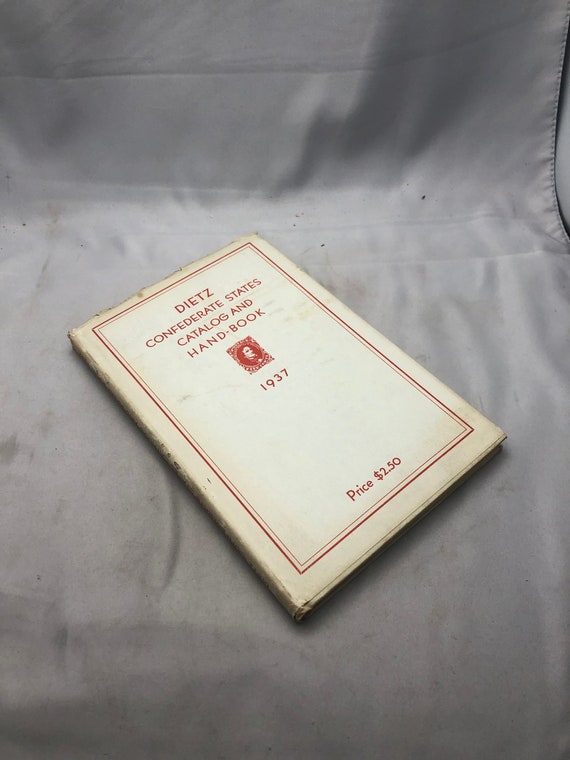 DIETZ
CONFEDERATE STATES
CATALOG AND
HAND-BOOK
1937
Price $2.50